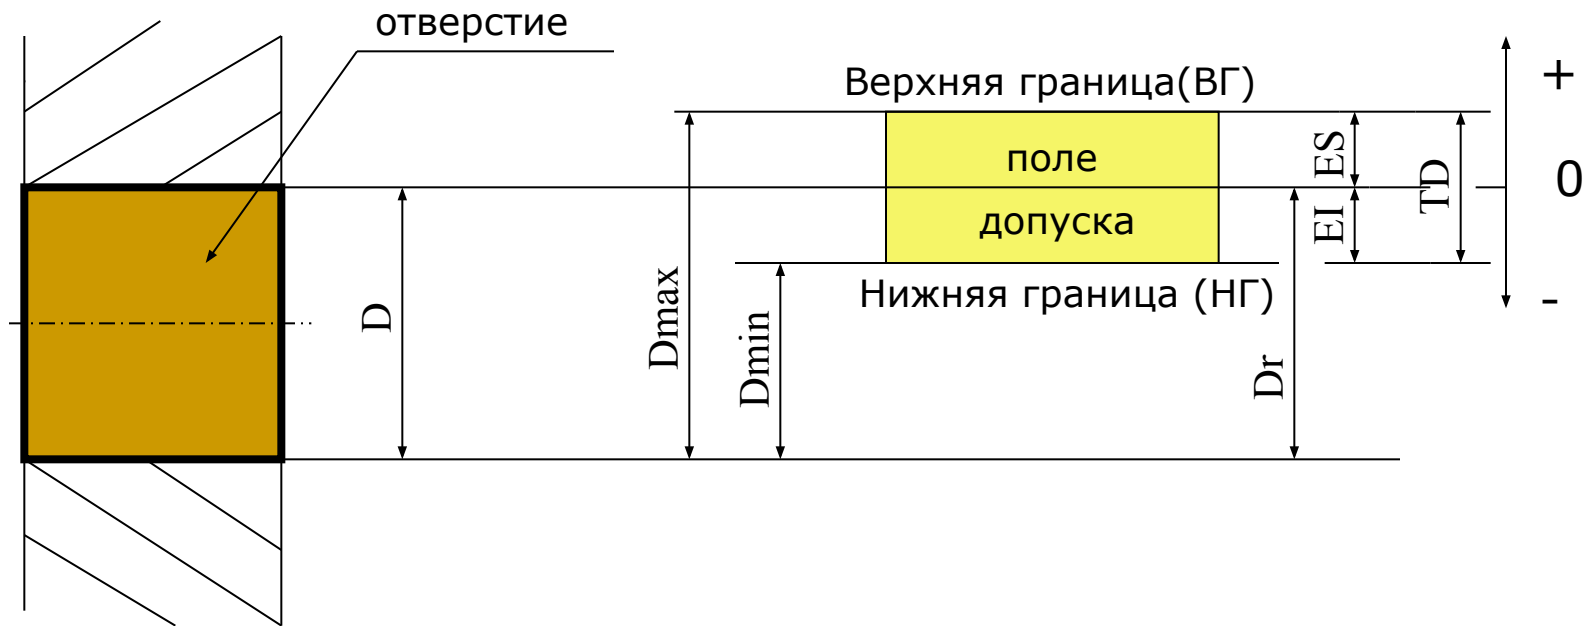 отверстие
Верхняя граница(ВГ)
+
поле
ES
TD
0
допуска
EI
D
Dmax
Dmin
Нижняя граница (НГ)
Dr
-